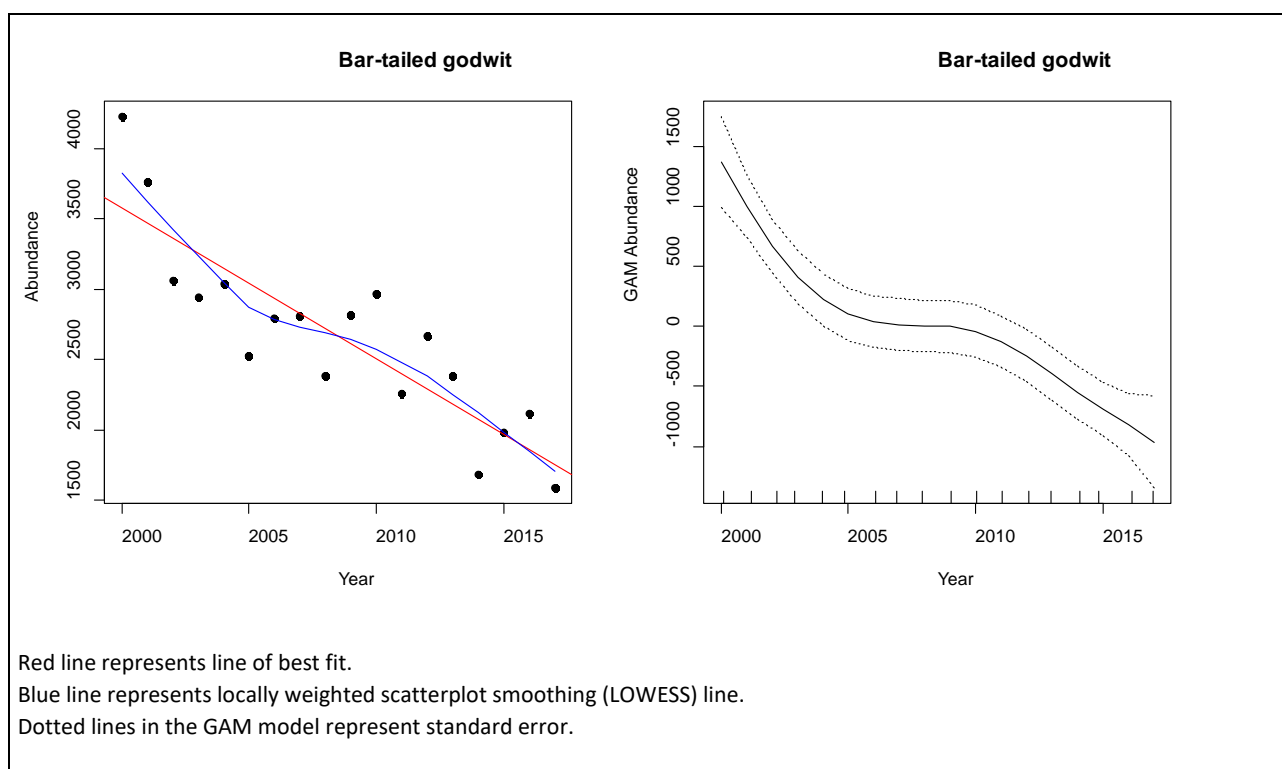 Bar-tailed godwit
Abundance
4000
3500
3000
2500
2000
1500
2000 2005 2010 2015
Year
Bar-tailed godwit
GAM Abundance
1500
1000
500
0
-500
-1000
2000 2005 2010 2015
Year
Red line represents line of best fit.
Blue line represents locally weighted scatterplot smoothing (LOWESS) line.
Dotted lines in the GAM model represent standard error.